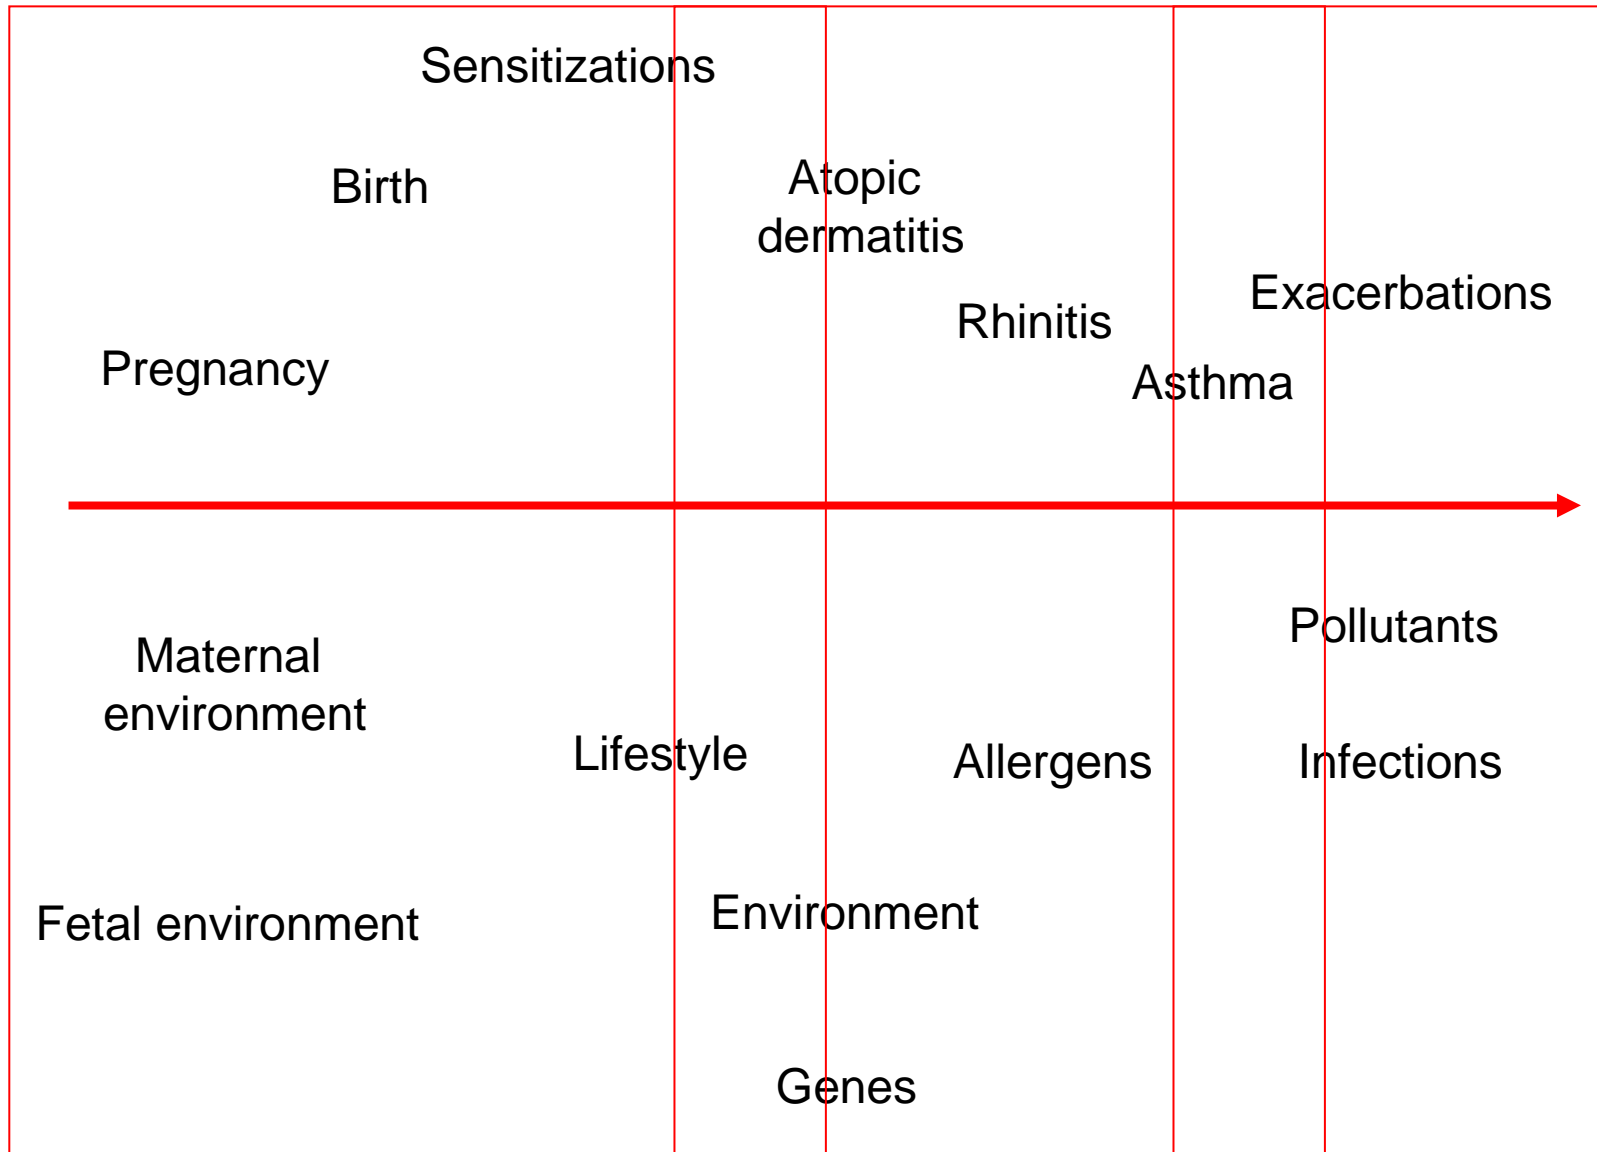 Sensitizations
Birth
Atopic
dermatitis
Exacerbations
Rhinitis
Pregnancy
Asthma
Pollutants
Maternal
environment
Lifestyle
Allergens
Infections
Fetal environment
Environment
Genes